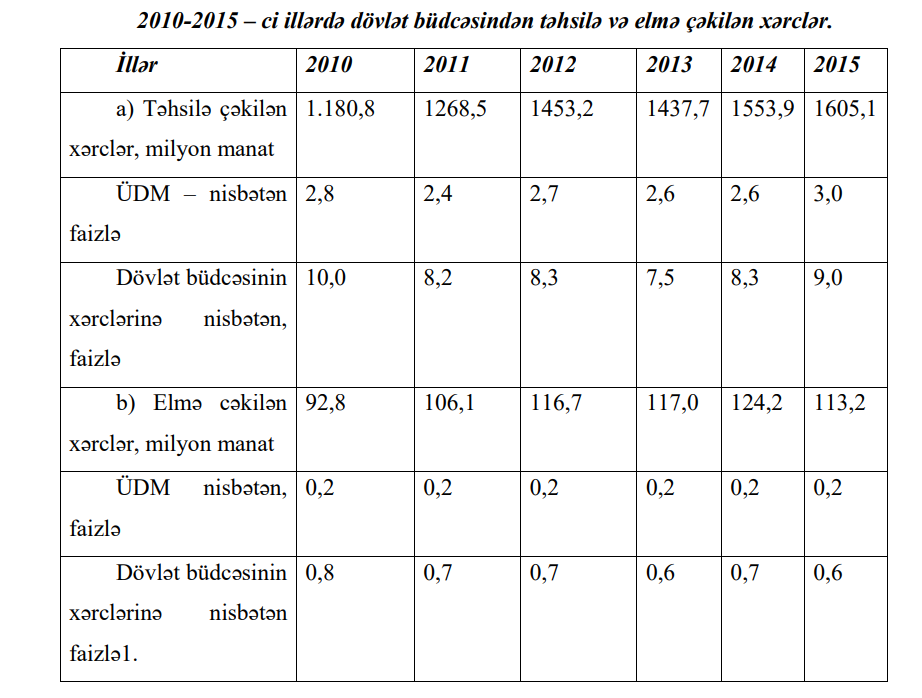 2010-2015 – ci illərdə dövlət büdcəsindən təhsilə və elmə çəkilən xərclər.
İllər 2010 2011 2012 2013 2014 2015
a) Təhsilə çəkilən 1.180,8 1268,5 1453,2 1437,7 1553,9 1605,1
xərclər, milyon manat
ÜDM – nisbətən 2,8 2,4 2,7 2,6 2,6 3,0
faizlə
Dövlət büdcəsinin 10,0 8,2 8,3 7,5 8,3 9,0
xərclərinə nisbətən,
faizlə
b) Elmə cəkilən 92,8 106,1 116,7 117,0 124,2 113,2
xərclər, milyon manat
ÜDM nisbətən, 0,2 0,2 0,2 0,2 0,2 0,2
faizlə
Dövlət büdcəsinin 0,8 0,7 0,7 0,6 0,7 0,6
xərclərinə nisbətən
faizlə1.